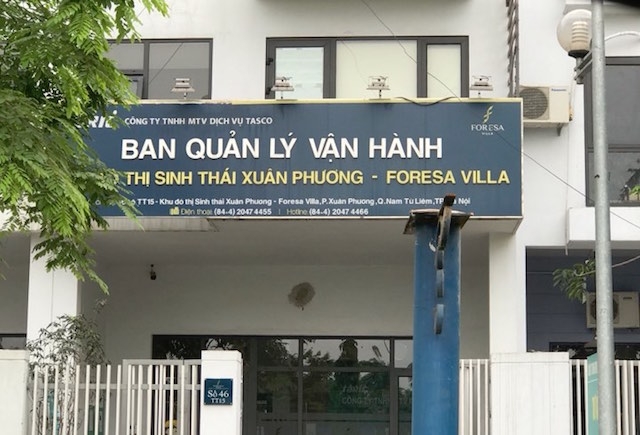 CÔNG TY TNHH MTV DỊCH VỤ TASCO
FORESA
VILLA
BAN QUẢN LÝ VẬN HÀNH
THỊ SINH THÁI XUÂN PHƯƠNG - FORESA VILLA
TT15 - Khu đô thị Sinh thái Xuân Phương - Foresa Villa, P.Xuân Phương, Q.Nam Từ Liêm, TP. Nội
Điện thoại: (84-4) 2047 4455 | Hotline: (84-4) 2047 4466
Số 46
TT15